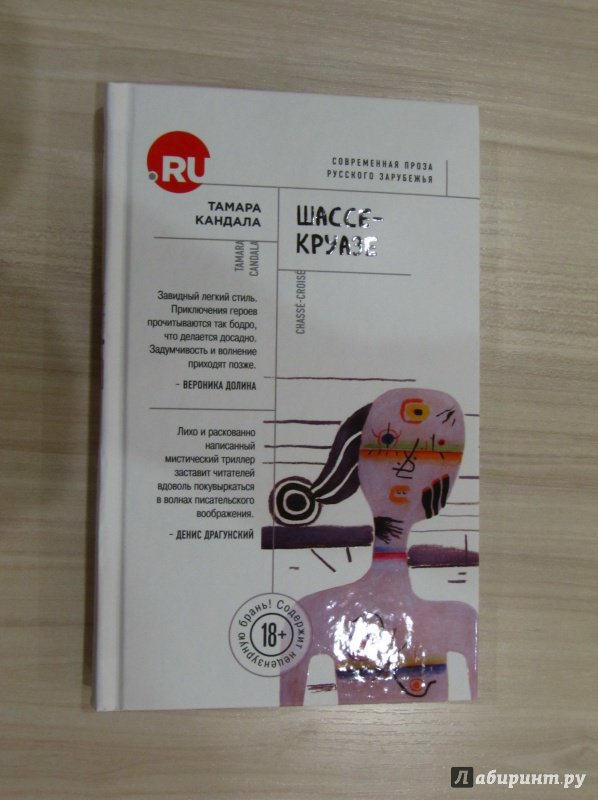 .RU
СОВРЕМЕННАЯ ПРОЗА
РУССКОГО ЗАРУБЕЖЬЯ
ТАМАРА
КАНДАЛА
TAMARA
CANDALA
ШАССЕ-
КРУАЗЕ
CHASSÉ-CROISÉ
Завидный легкий стиль.
Приключения героев
прочитываются так бодро,
что делается досадно.
Задумчивость и волнение
приходят позже.
– ВЕРОНИКА ДОЛИНА
Лихо и раскованно
написанный
мистический триллер
заставит читателей
вдоволь покувыркаться
в волнах писательского
воображения.
– ДЕНИС ДРАГУНСКИЙ
Содержит нецензурную брань!
18+
Лабиринт.ру